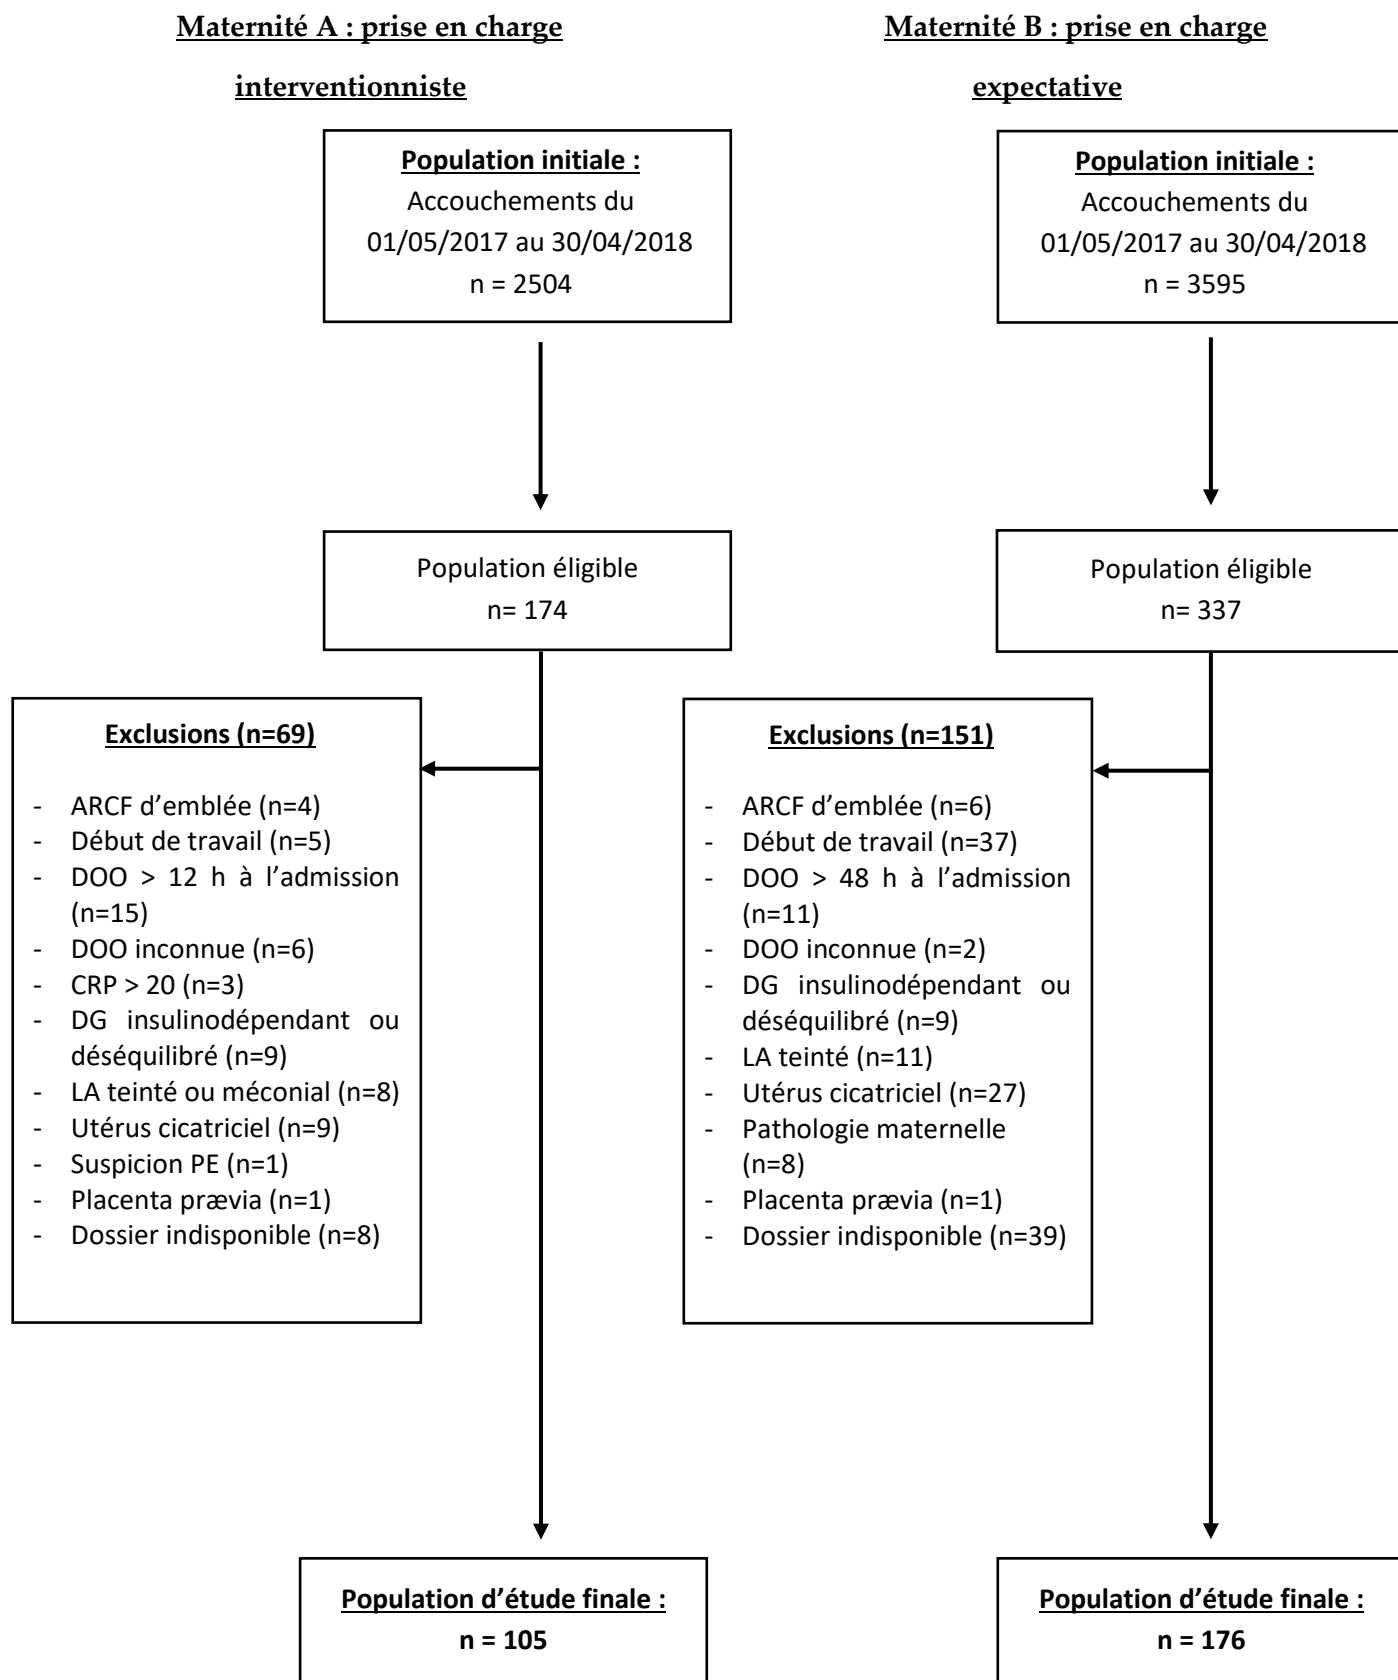 Maternité A : prise en charge
interventionniste
Maternité B : prise en charge
expectative
Population initiale :
Accouchements du
01/05/2017 au 30/04/2018
n = 2504
Population initiale :
Accouchements du
01/05/2017 au 30/04/2018
n = 3595
Population éligible
n= 174
Population éligible
n= 337
Exclusions (n=69)
- ARCF d’emblée (n=4)
- Début de travail (n=5)
- DOO > 12 h à l’admission
(n=15)
- DOO inconnue (n=6)
- CRP > 20 (n=3)
- DG insulinodépendant ou
déséquilibré (n=9)
- LA teinté ou méconial (n=8)
- Utérus cicatriciel (n=9)
- Suspicion PE (n=1)
- Placenta prævia (n=1)
- Dossier indisponible (n=8)
Exclusions (n=151)
- ARCF d’emblée (n=6)
- Début de travail (n=37)
- DOO > 48 h à l’admission
(n=11)
- DOO inconnue (n=2)
- DG insulinodépendant ou
déséquilibré (n=9)
- LA teinté (n=11)
- Utérus cicatriciel (n=27)
- Pathologie maternelle
(n=8)
- Placenta prævia (n=1)
- Dossier indisponible (n=39)
Population d’étude finale :
n = 105
Population d’étude finale :
n = 176